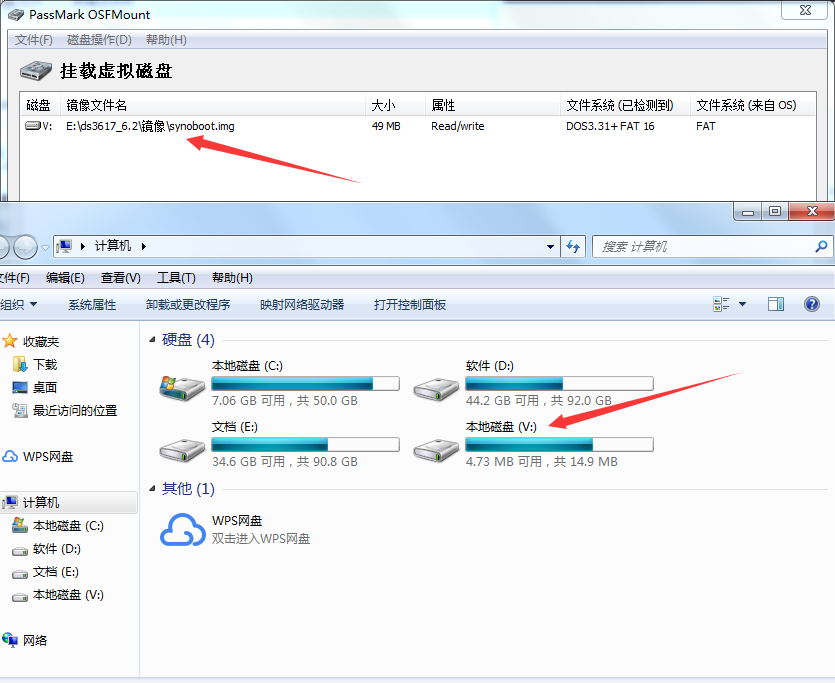 PassMark OSFMount
文件(F) 磁盘操作(D) 帮助(H)
挂载虚拟磁盘
磁盘 镜像文件名 大小 属性 文件系统 (已检测到) 文件系统 (来自 OS)
V: E:\ds3617_6.2\镜像\synoboot.img 49 MB Read/write DOS3.31+ FAT 16 FAT
计算机
搜索 计算机
文件(F) 编辑(E) 查看(V) 工具(T) 帮助(H)
组织 系统属性 卸载或更改程序 映射网络驱动器 打开控制面板
收藏夹
下载
桌面
最近访问的位置
WPS网盘
计算机
本地磁盘 (C:)
软件 (D:)
文档 (E:)
本地磁盘 (V:)
网络
硬盘 (4)
本地磁盘 (C:)
7.06 GB 可用，共 50.0 GB
软件 (D:)
44.2 GB 可用，共 92.0 GB
文档 (E:)
34.6 GB 可用，共 90.8 GB
本地磁盘 (V:)
4.73 MB 可用，共 14.9 MB
其他 (1)
WPS网盘
双击进入WPS网盘